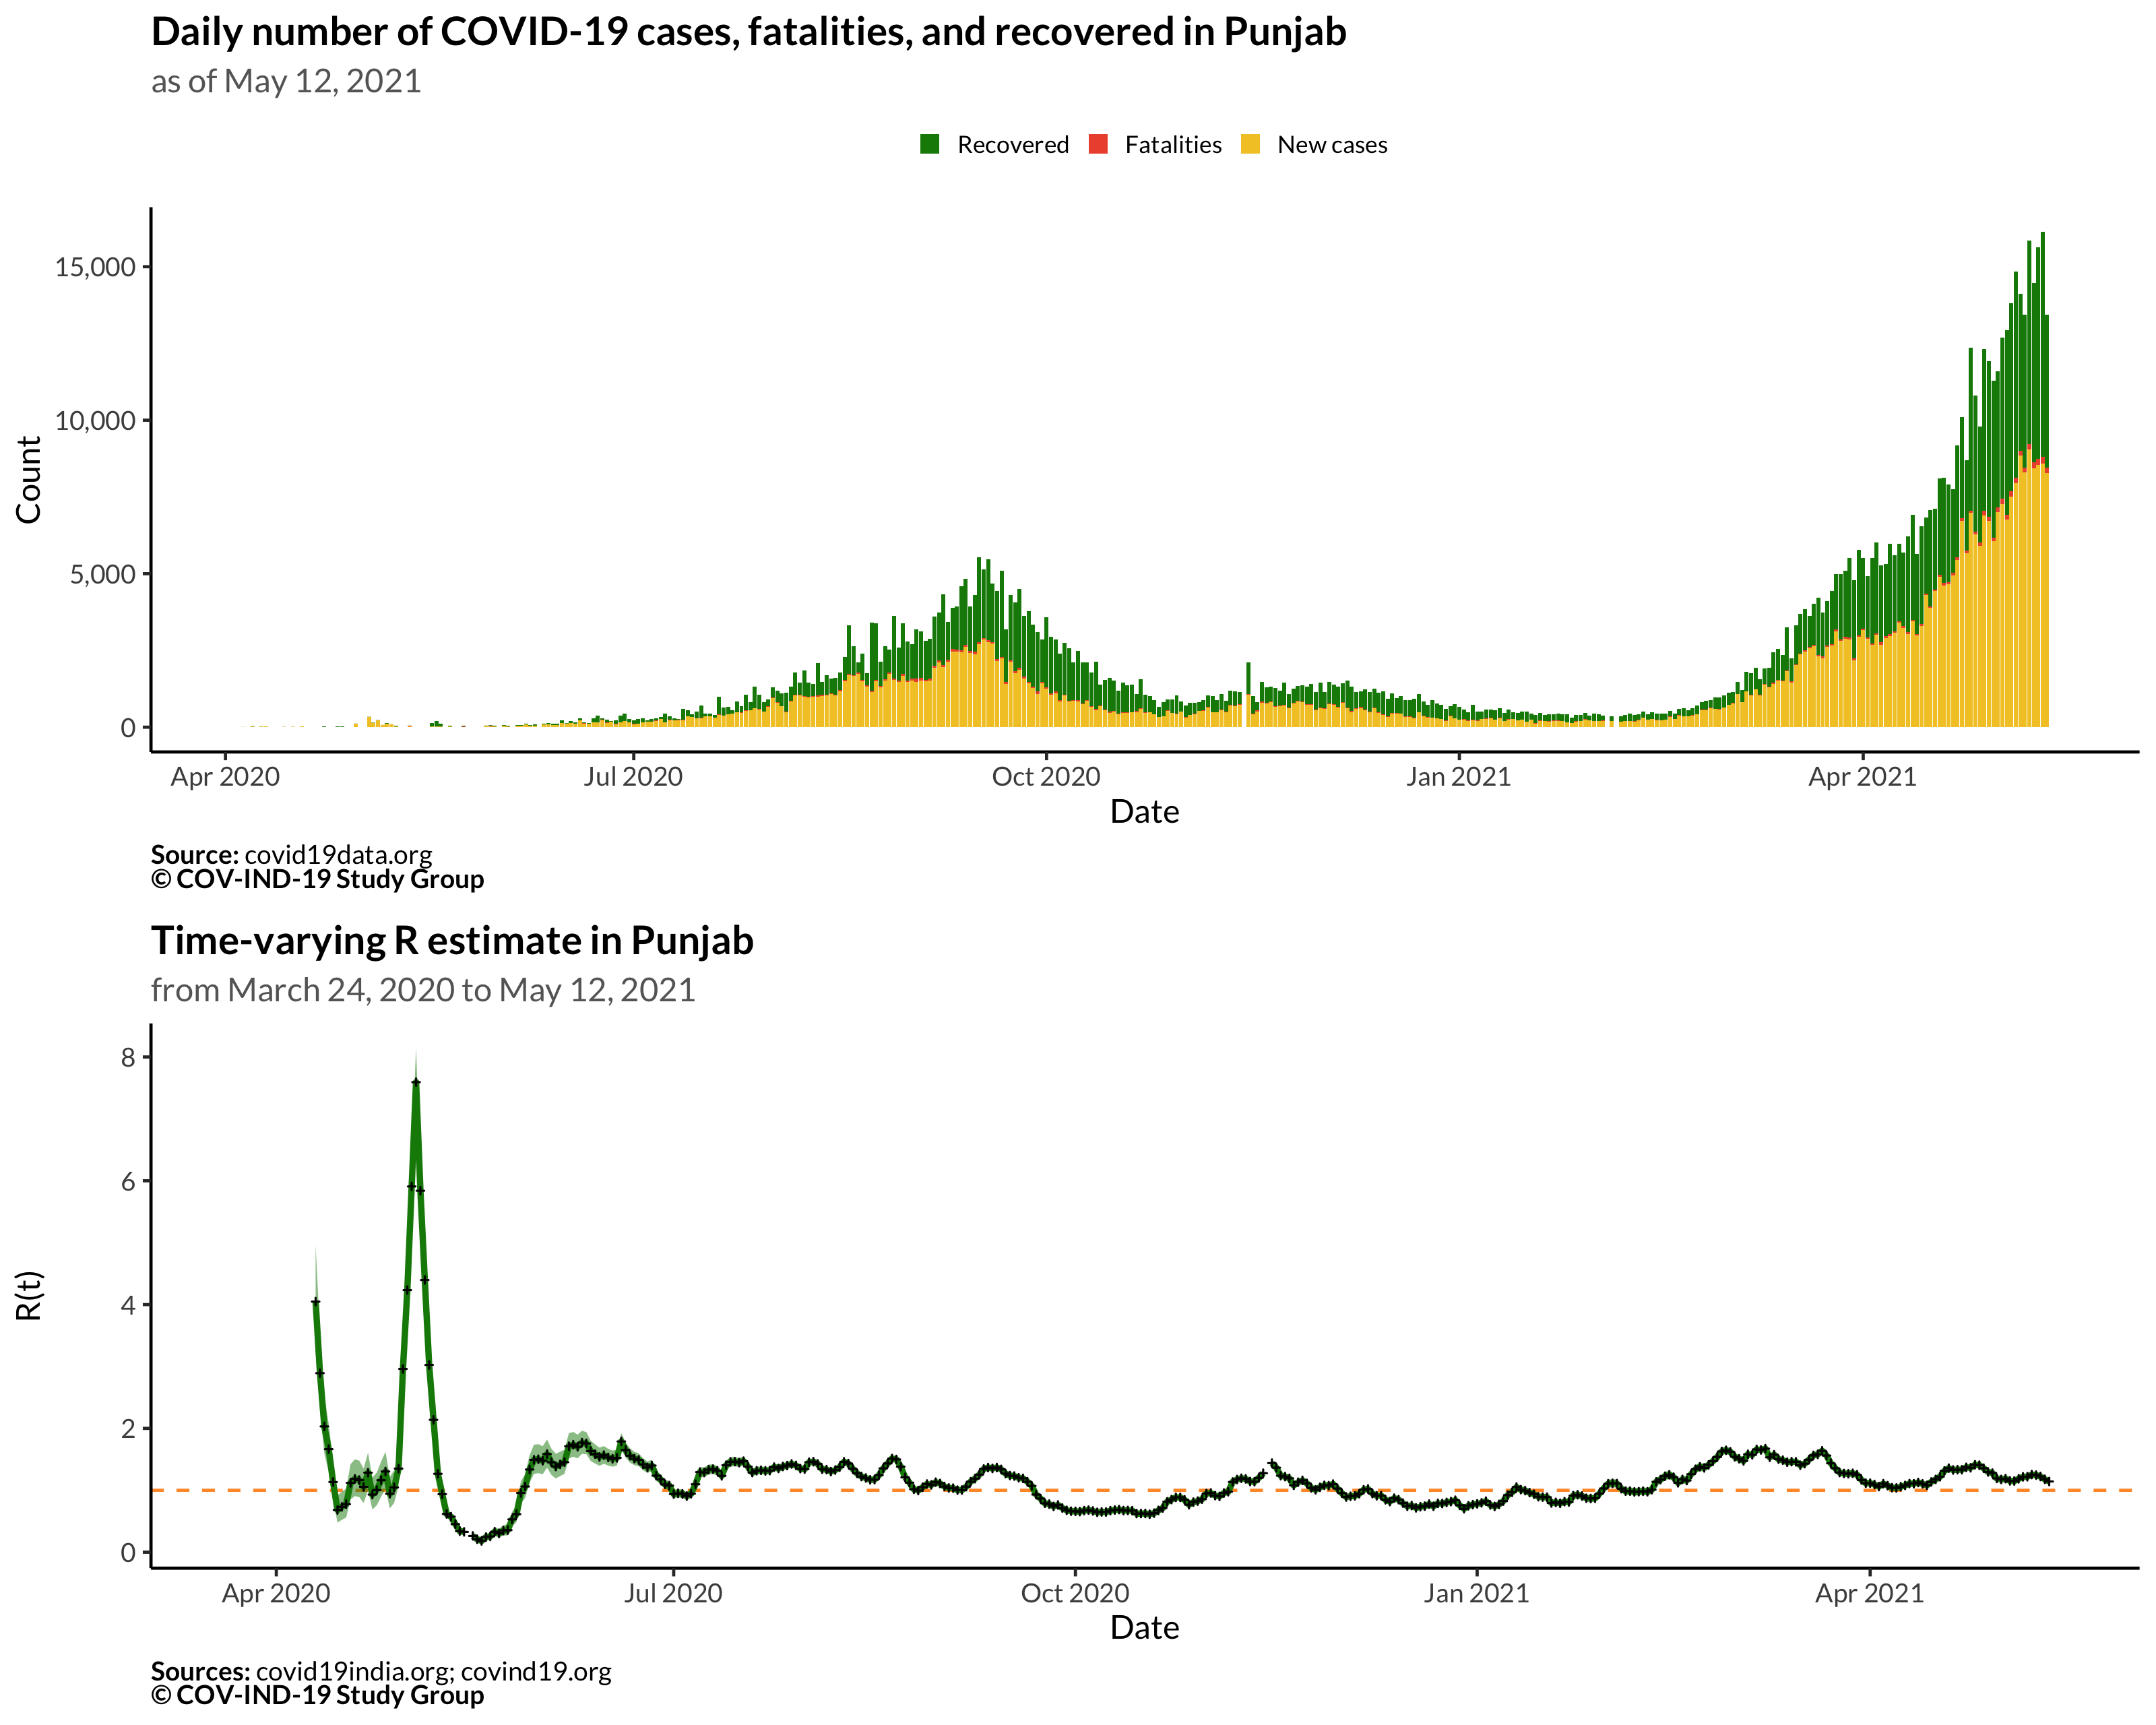 Daily number of COVID-19 cases, fatalities, and recovered in Punjab
as of May 12, 2021
Recovered Fatalities New cases
Count
15,000
10,000
5,000
0
Apr 2020 Jul 2020 Oct 2020 Jan 2021 Apr 2021
Date
Source: covid19data.org
© COV-IND-19 Study Group
Time-varying R estimate in Punjab
from March 24, 2020 to May 12, 2021
R(t)
8
6
4
2
0
Apr 2020 Jul 2020 Oct 2020 Jan 2021 Apr 2021
Date
Sources: covid19india.org; covind19.org
© COV-IND-19 Study Group